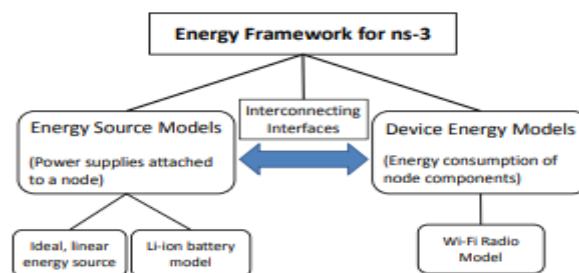 Energy Framework for ns-3
Interconnecting
Interfaces
Energy Source Models
(Power supplies attached
to a node)
Device Energy Models
(Energy consumption of
node components)
Ideal, linear
energy source
Li-ion battery
model
Wi-Fi Radio
Model